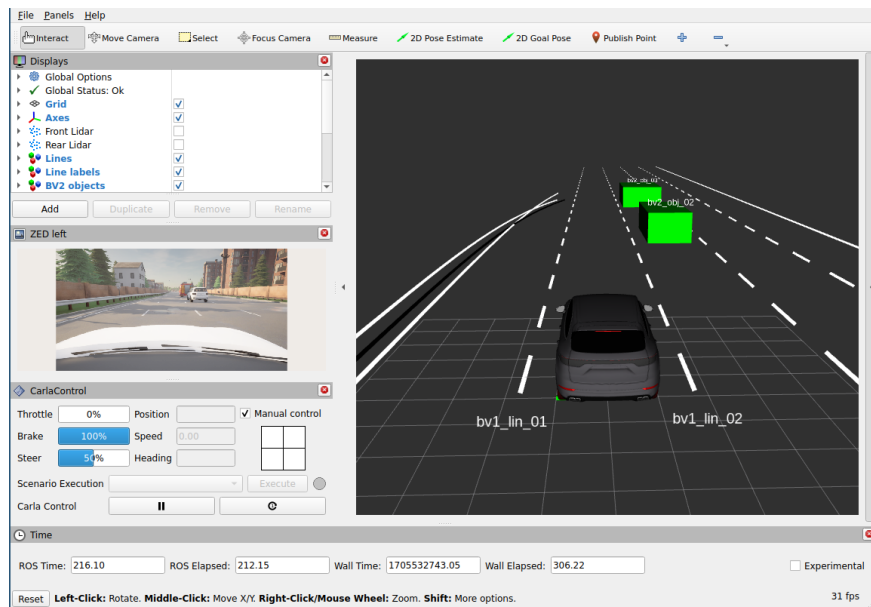 File Panels Help
Interact Move Camera Select Focus Camera Measure 2D Pose Estimate 2D Goal Pose Publish Point
Displays
Global Options
Global Status: Ok
Grid
Axes
Front Lidar
Rear Lidar
Lines
Line labels
BV2 objects
Add Duplicate Remove Rename
ZED left
CarlaControl
Throttle 0% Position Manual control
Brake 100% Speed 0.00
Steer 50% Heading
Scenario Execution Execute
Carla Control
bv2_obj_01
bv2_obj_02
bv1_lin_01
bv1_lin_02
Time
ROS Time: 216.10 ROS Elapsed: 212.15 Wall Time: 1705532743.05 Wall Elapsed: 306.22 Experimental
Reset Left-Click: Rotate. Middle-Click: Move X/Y. Right-Click/Mouse Wheel: Zoom. Shift: More options. 31 fps